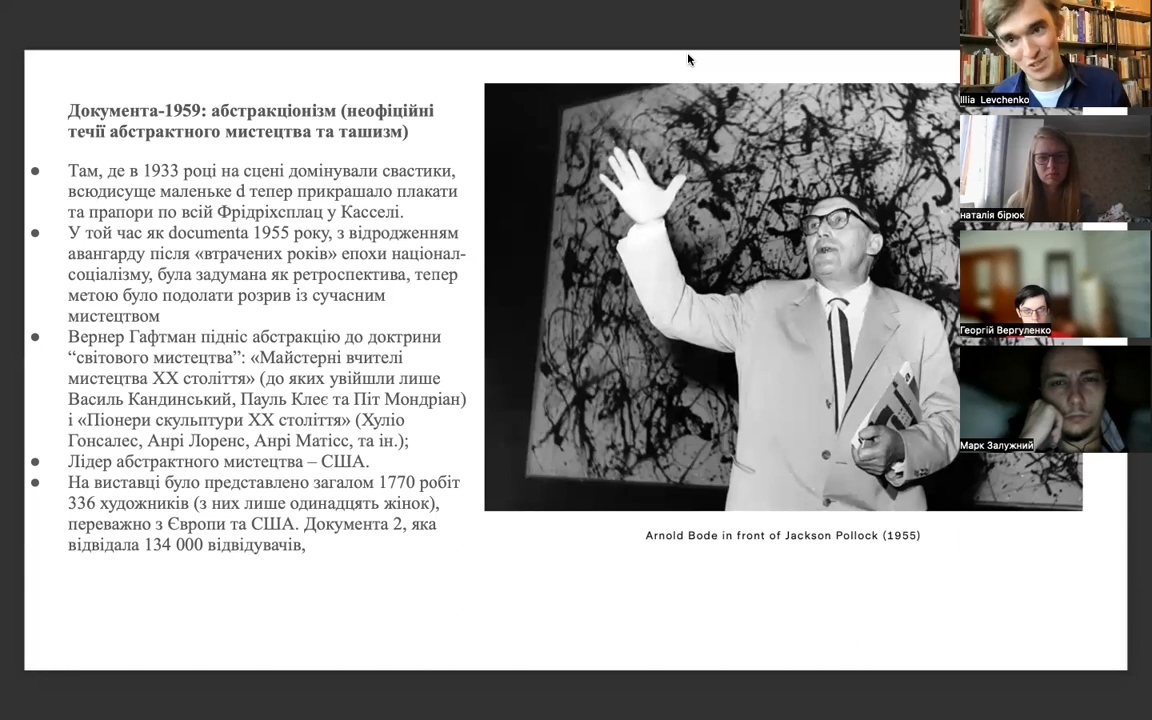 Документа-1959: абстракціонізм (неофіційні
течії абстрактного мистецтва та ташизм)
● Там, де в 1933 році на сцені домінували свастики,
всюдисуще маленьке d тепер прикрашало плакати
та прапори по всій Фрідріхсплац у Касселі.
● У той час як documenta 1955 року, з відродженням
авангарду після «втрачених років» епохи націонал-
соціалізму, була задумана як ретроспектива, тепер
метою було подолати розрив із сучасним
мистецтвом
● Вернер Гафтман підніс абстракцію до доктрини
“світового мистецтва”: «Майстерні вчителі
мистецтва XX століття» (до яких увійшли лише
Василь Кандинський, Пауль Клеє та Піт Мондріан)
і «Піонери скульптури XX століття» (Хуліо
Гонсалес, Анрі Лоренс, Анрі Матісс, та ін.);
● Лідер абстрактного мистецтва – США.
● На виставці було представлено загалом 1770 робіт
336 художників (з них лише одинадцять жінок),
переважно з Європи та США. Документа 2, яка
відвідала 134 000 відвідувачів,
Arnold Bode in front of Jackson Pollock (1955)
Illia Levchenko
наталія бірюк
Георгій Вергуленко
Марк Залужний